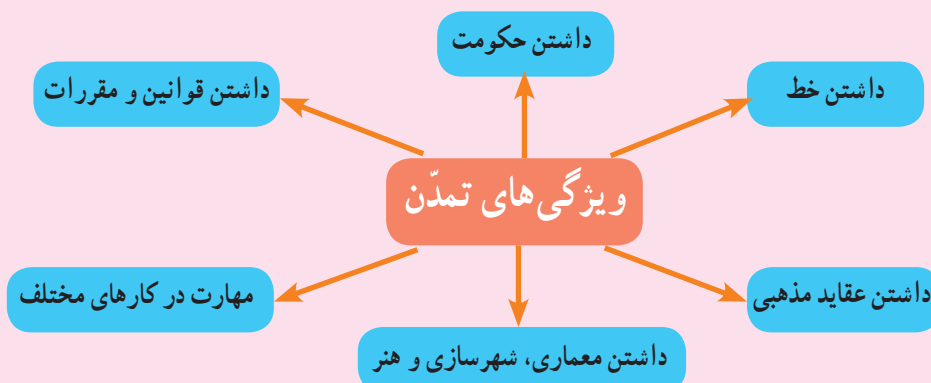 داشتن حکومت
داشتن خط
داشتن قوانین و مقررات
ویژگی‌های تمدّن
داشتن عقاید مذهبی
مهارت در کارهای مختلف
داشتن معماری، شهرسازی و هنر